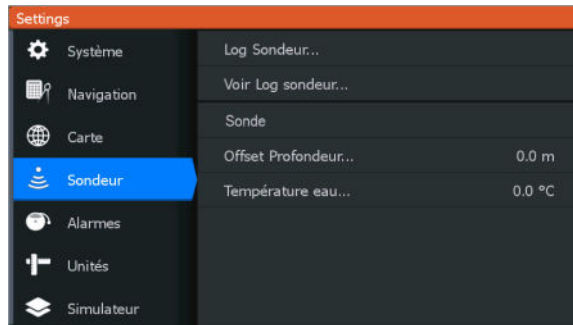 Settings
Système
Navigation
Carte
Sondeur
Alarmes
Unités
Simulateur
Log Sondeur...
Voir Log sondeur...
Sonde
Offset Profondeur... 0.0 m
Température eau... 0.0 °C